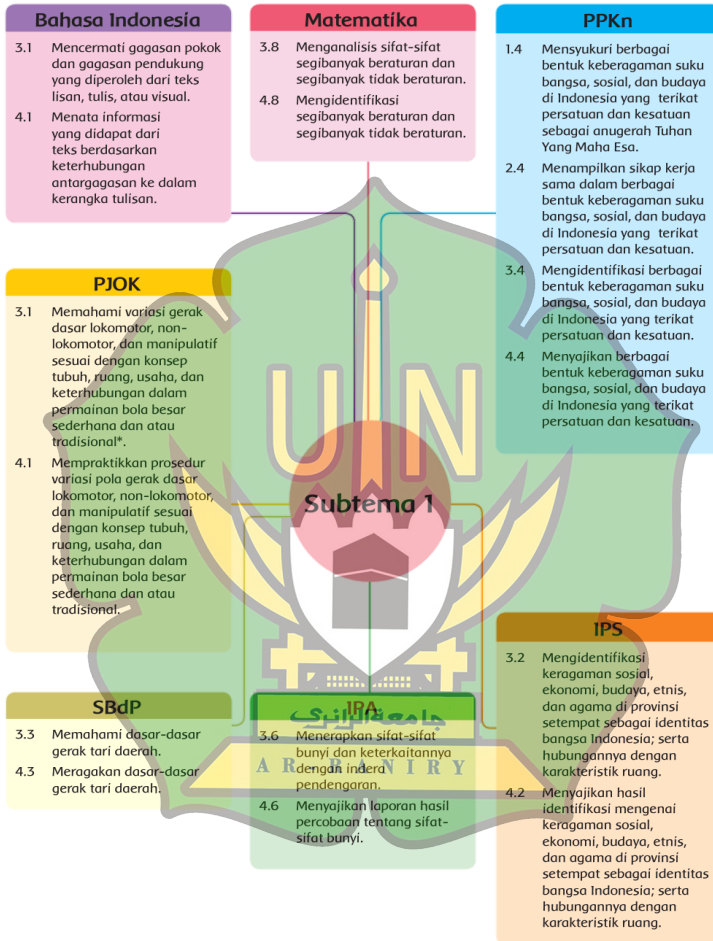 Bahasa Indonesia
3.1 Mencermati gagasan pokok
dan gagasan pendukung
yang diperoleh dari teks
lisan, tulis, atau visual.
4.1 Menata informasi
yang didapat dari
teks berdasarkan
keterhubungan
antargagasan ke dalam
kerangka tulisan.
Matematika
3.8 Menganalisis sifat-sifat
segibanyak beraturan dan
segibanyak tidak beraturan.
4.8 Mengidentifikasi
segibanyak beraturan dan
segibanyak tidak beraturan.
PPKn
1.4 Mensyukuri berbagai
bentuk keberagaman suku
bangsa, sosial, dan budaya
di Indonesia yang terikat
persatuan dan kesatuan
sebagai anugerah Tuhan
Yang Maha Esa.
2.4 Menampilkan sikap kerja
sama dalam berbagai
bentuk keberagaman suku
bangsa, sosial, dan budaya
di Indonesia yang terikat
persatuan dan kesatuan.
3.4 Mengidentifikasi berbagai
bentuk keberagaman suku
bangsa, sosial, dan budaya
di Indonesia yang terikat
persatuan dan kesatuan.
4.4 Menyajikan berbagai
bentuk keberagaman suku
bangsa, sosial, dan budaya
di Indonesia yang terikat
persatuan dan kesatuan.
PJOK
3.1 Memahami variasi gerak
dasar lokomotor, non-
lokomotor, dan manipulatif
sesuai dengan konsep
tubuh, ruang, usaha, dan
keterhubungan dalam
permainan bola besar
sederhana dan atau
tradisional*.
4.1 Mempraktikkan prosedur
variasi pola gerak dasar
lokomotor, non-lokomotor,
dan manipulatif sesuai
dengan konsep tubuh,
ruang, usaha, dan
keterhubungan dalam
permainan bola besar
sederhana dan atau
tradisional.
UIN
Subtema 1
SBdP
3.3 Memahami dasar-dasar
gerak tari daerah.
4.3 Meragakan dasar-dasar
gerak tari daerah.
IPA
جامعة الرانيري
3.6 Menerapkan sifat-sifat
bunyi dan keterkaitannya
dengan indera
pendengaran.
AR-RANIRY
4.6 Menyajikan laporan hasil
percobaan tentang sifat-
sifat bunyi.
IPS
3.2 Mengidentifikasi
keragaman sosial,
ekonomi, budaya, etnis,
dan agama di provinsi
setempat sebagai identitas
bangsa Indonesia; serta
hubungannya dengan
karakteristik ruang.
4.2 Menyajikan hasil
identifikasi mengenai
keragaman sosial,
ekonomi, budaya, etnis,
dan agama di provinsi
setempat sebagai identitas
bangsa Indonesia; serta
hubungannya dengan
karakteristik ruang.